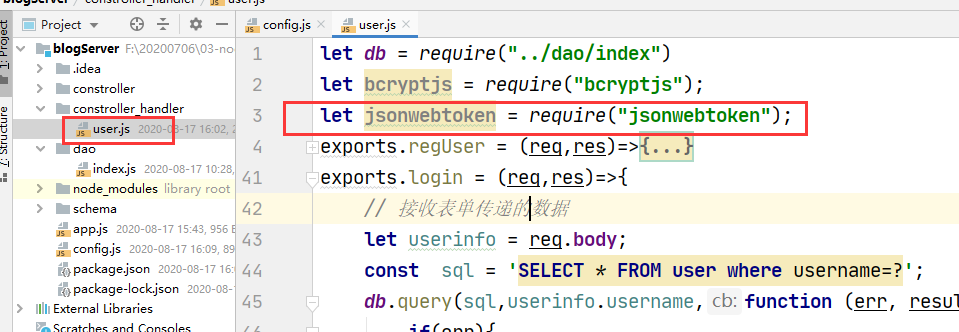 blogServer constroller_handler user.js
Project
config.js
user.js
1: Project
7: Structure
blogServer F:\20200706\03-no
.idea
constroller
constroller_handler
user.js 2020-08-17 16:02, 2
dao
index.js 2020-08-17 10:28,
node_modules library root
schema
app.js 2020-08-17 15:43, 956 B
config.js 2020-08-17 16:09, 89
package.json 2020-08-17 16:0
package-lock.json 2020-08-17
External Libraries
Scratches and Consoles
1 let db = require("../dao/index")
2 let bcryptjs = require("bcryptjs");
3 let jsonwebtoken = require("jsonwebtoken");
4 exports.regUser = (req,res)=>{...}
41 exports.login = (req,res)=>{
42 // 接收表单传递的数据
43 let userinfo = req.body;
44 const sql = 'SELECT * FROM user where username=?';
45 db.query(sql,userinfo.username, cb: function (err, resul
46 if(err){